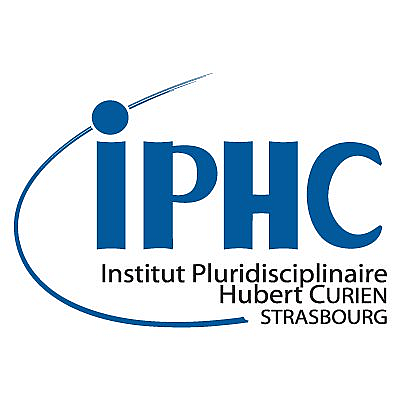 iPHC
Institut Pluridisciplinaire
Hubert CURIEN
STRASBOURG